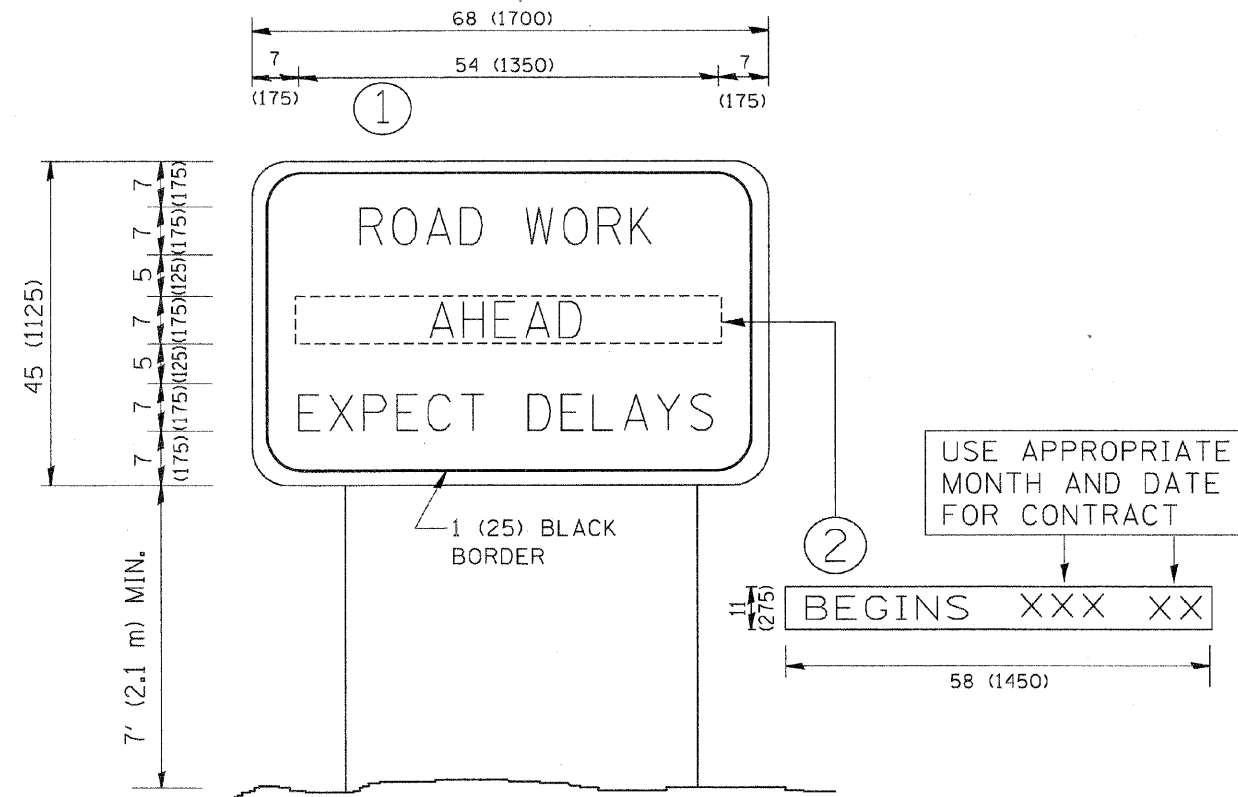 68 (1700)
7 54 (1350) 7
(175) (175)
1
7 (175)
7 (175)
5 (125)
7 (175)
5 (125)
7 (175)
7 (175)
45 (1125)
ROAD WORK
AHEAD
EXPECT DELAYS
1 (25) BLACK
BORDER
7' (2.1 m) MIN.
2
USE APPROPRIATE
MONTH AND DATE
FOR CONTRACT
11
(275)
BEGINS XXX XX
58 (1450)